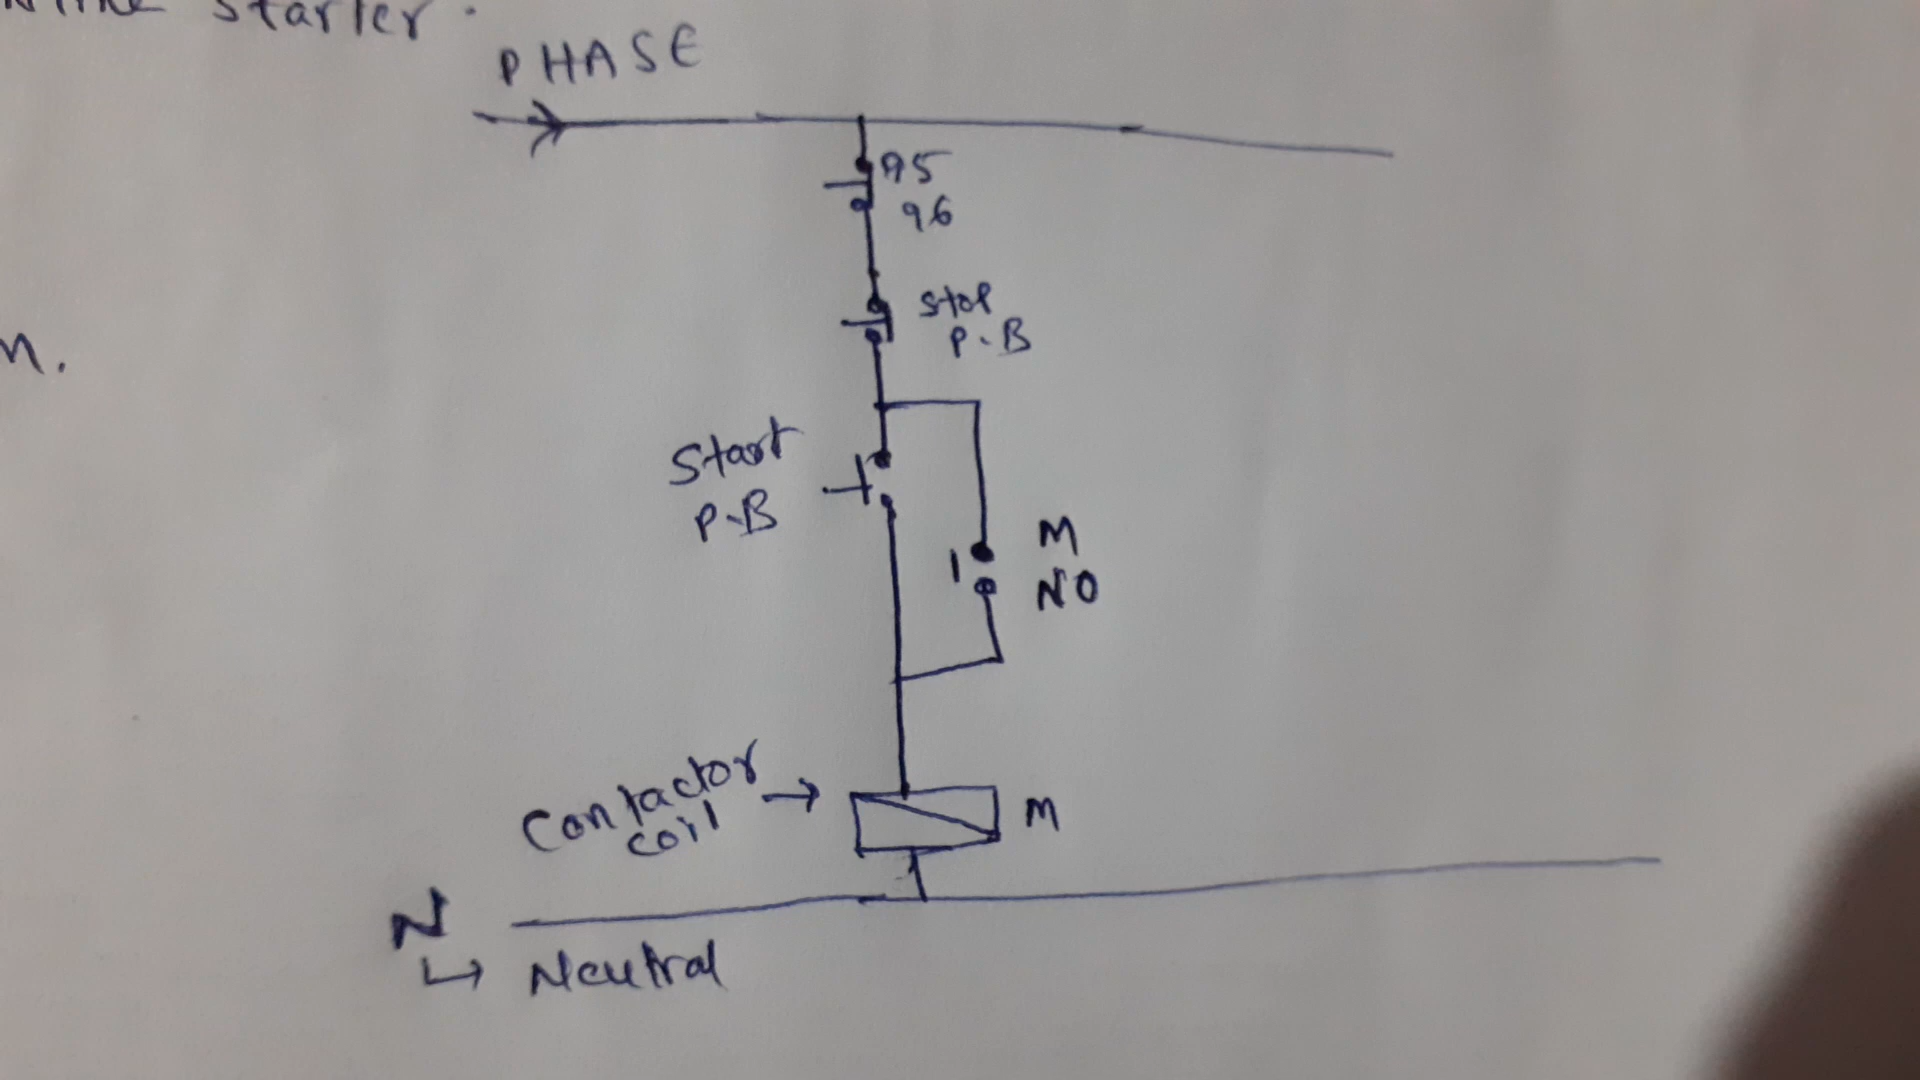 starter.
PHASE
95
96
Stop
P.B
Start
P-B
M
NO
Contactor
coil
M
N
Neutral
n.